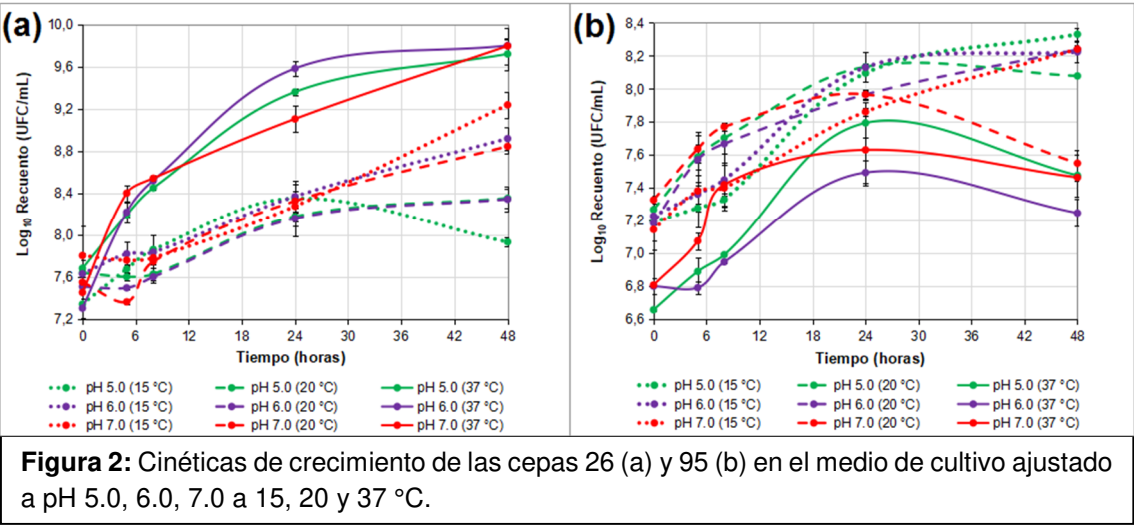 (a)
Log10 Recuento (UFC/mL)
10,0
9,6
9,2
8,8
8,4
8,0
7,6
7,2
0 6 12 18 24 30 36 42 48
Tiempo (horas)
pH 5.0 (15 °C) pH 5.0 (20 °C) pH 5.0 (37 °C)
pH 6.0 (15 °C) pH 6.0 (20 °C) pH 6.0 (37 °C)
pH 7.0 (15 °C) pH 7.0 (20 °C) pH 7.0 (37 °C)
(b)
Log10 Recuento (UFC/mL)
8,4
8,2
8,0
7,8
7,6
7,4
7,2
7,0
6,8
6,6
0 6 12 18 24 30 36 42 48
Tiempo (horas)
pH 5.0 (15 °C) pH 5.0 (20 °C) pH 5.0 (37 °C)
pH 6.0 (15 °C) pH 6.0 (20 °C) pH 6.0 (37 °C)
pH 7.0 (15 °C) pH 7.0 (20 °C) pH 7.0 (37 °C)
Figura 2: Cinéticas de crecimiento de las cepas 26 (a) y 95 (b) en el medio de cultivo ajustado
a pH 5.0, 6.0, 7.0 a 15, 20 y 37 °C.